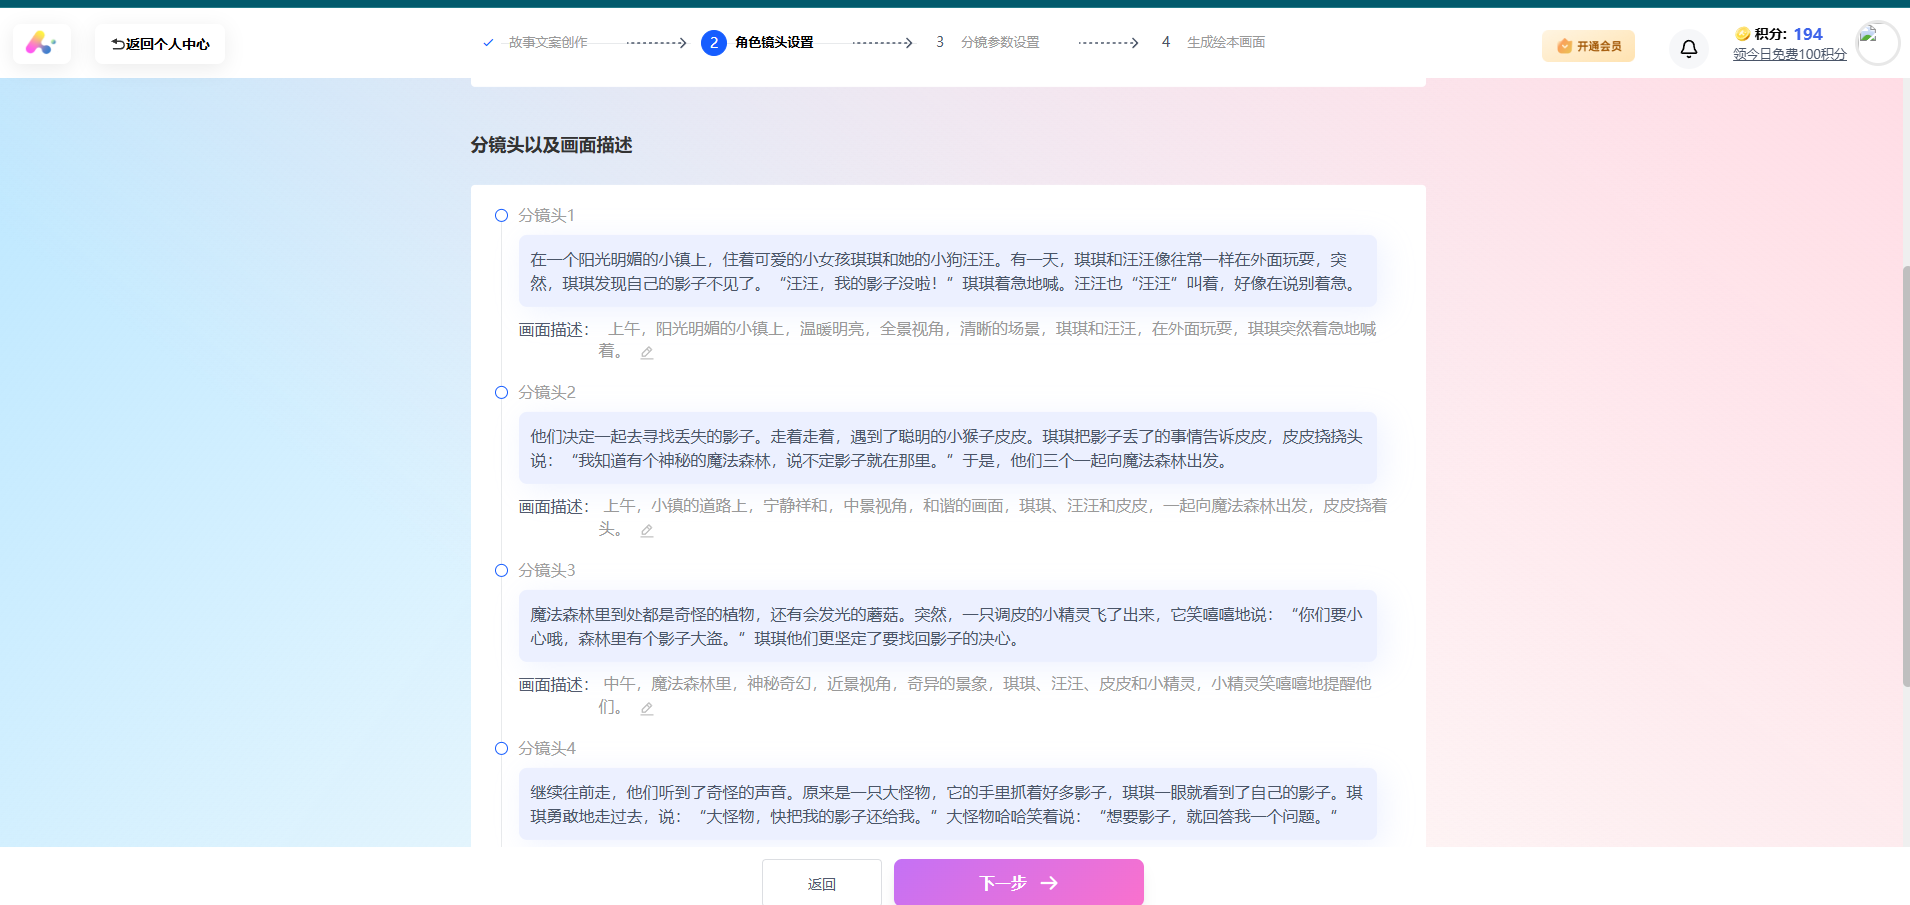 返回个人中心
故事文案创作
2 角色镜头设置
3 分镜参数设置
4 生成绘本画面
开通会员
积分: 194
领今日免费100积分
分镜头以及画面描述
分镜头1
在一个阳光明媚的小镇上，住着可爱的小女孩琪琪和她的小狗汪汪。有一天，琪琪和汪汪像往常一样在外面玩耍，突
然，琪琪发现自己的影子不见了。“汪汪，我的影子没啦！”琪琪着急地喊。汪汪也“汪汪”叫着，好像在说别着急。
画面描述： 上午，阳光明媚的小镇上，温暖明亮，全景视角，清晰的场景，琪琪和汪汪，在外面玩耍，琪琪突然着急地喊
着。
分镜头2
他们决定一起去寻找丢失的影子。走着走着，遇到了聪明的小猴子皮皮。琪琪把影子丢了的事情告诉皮皮，皮皮挠挠头
说：“我知道有个神秘的魔法森林，说不定影子就在那里。”于是，他们三个一起向魔法森林出发。
画面描述： 上午，小镇的道路上，宁静祥和，中景视角，和谐的画面，琪琪、汪汪和皮皮，一起向魔法森林出发，皮皮挠着
头。
分镜头3
魔法森林里到处都是奇怪的植物，还有会发光的蘑菇。突然，一只调皮的小精灵飞了出来，它笑嘻嘻地说：“你们要小
心哦，森林里有个影子大盗。”琪琪他们更坚定了要找回影子的决心。
画面描述： 中午，魔法森林里，神秘奇幻，近景视角，奇异的景象，琪琪、汪汪、皮皮和小精灵，小精灵笑嘻嘻地提醒他
们。
分镜头4
继续往前走，他们听到了奇怪的声音。原来是一只大怪物，它的手里抓着好多影子，琪琪一眼就看到了自己的影子。琪
琪勇敢地走过去，说：“大怪物，快把我的影子还给我。”大怪物哈哈笑着说：“想要影子，就回答我一个问题。”
返回
下一步